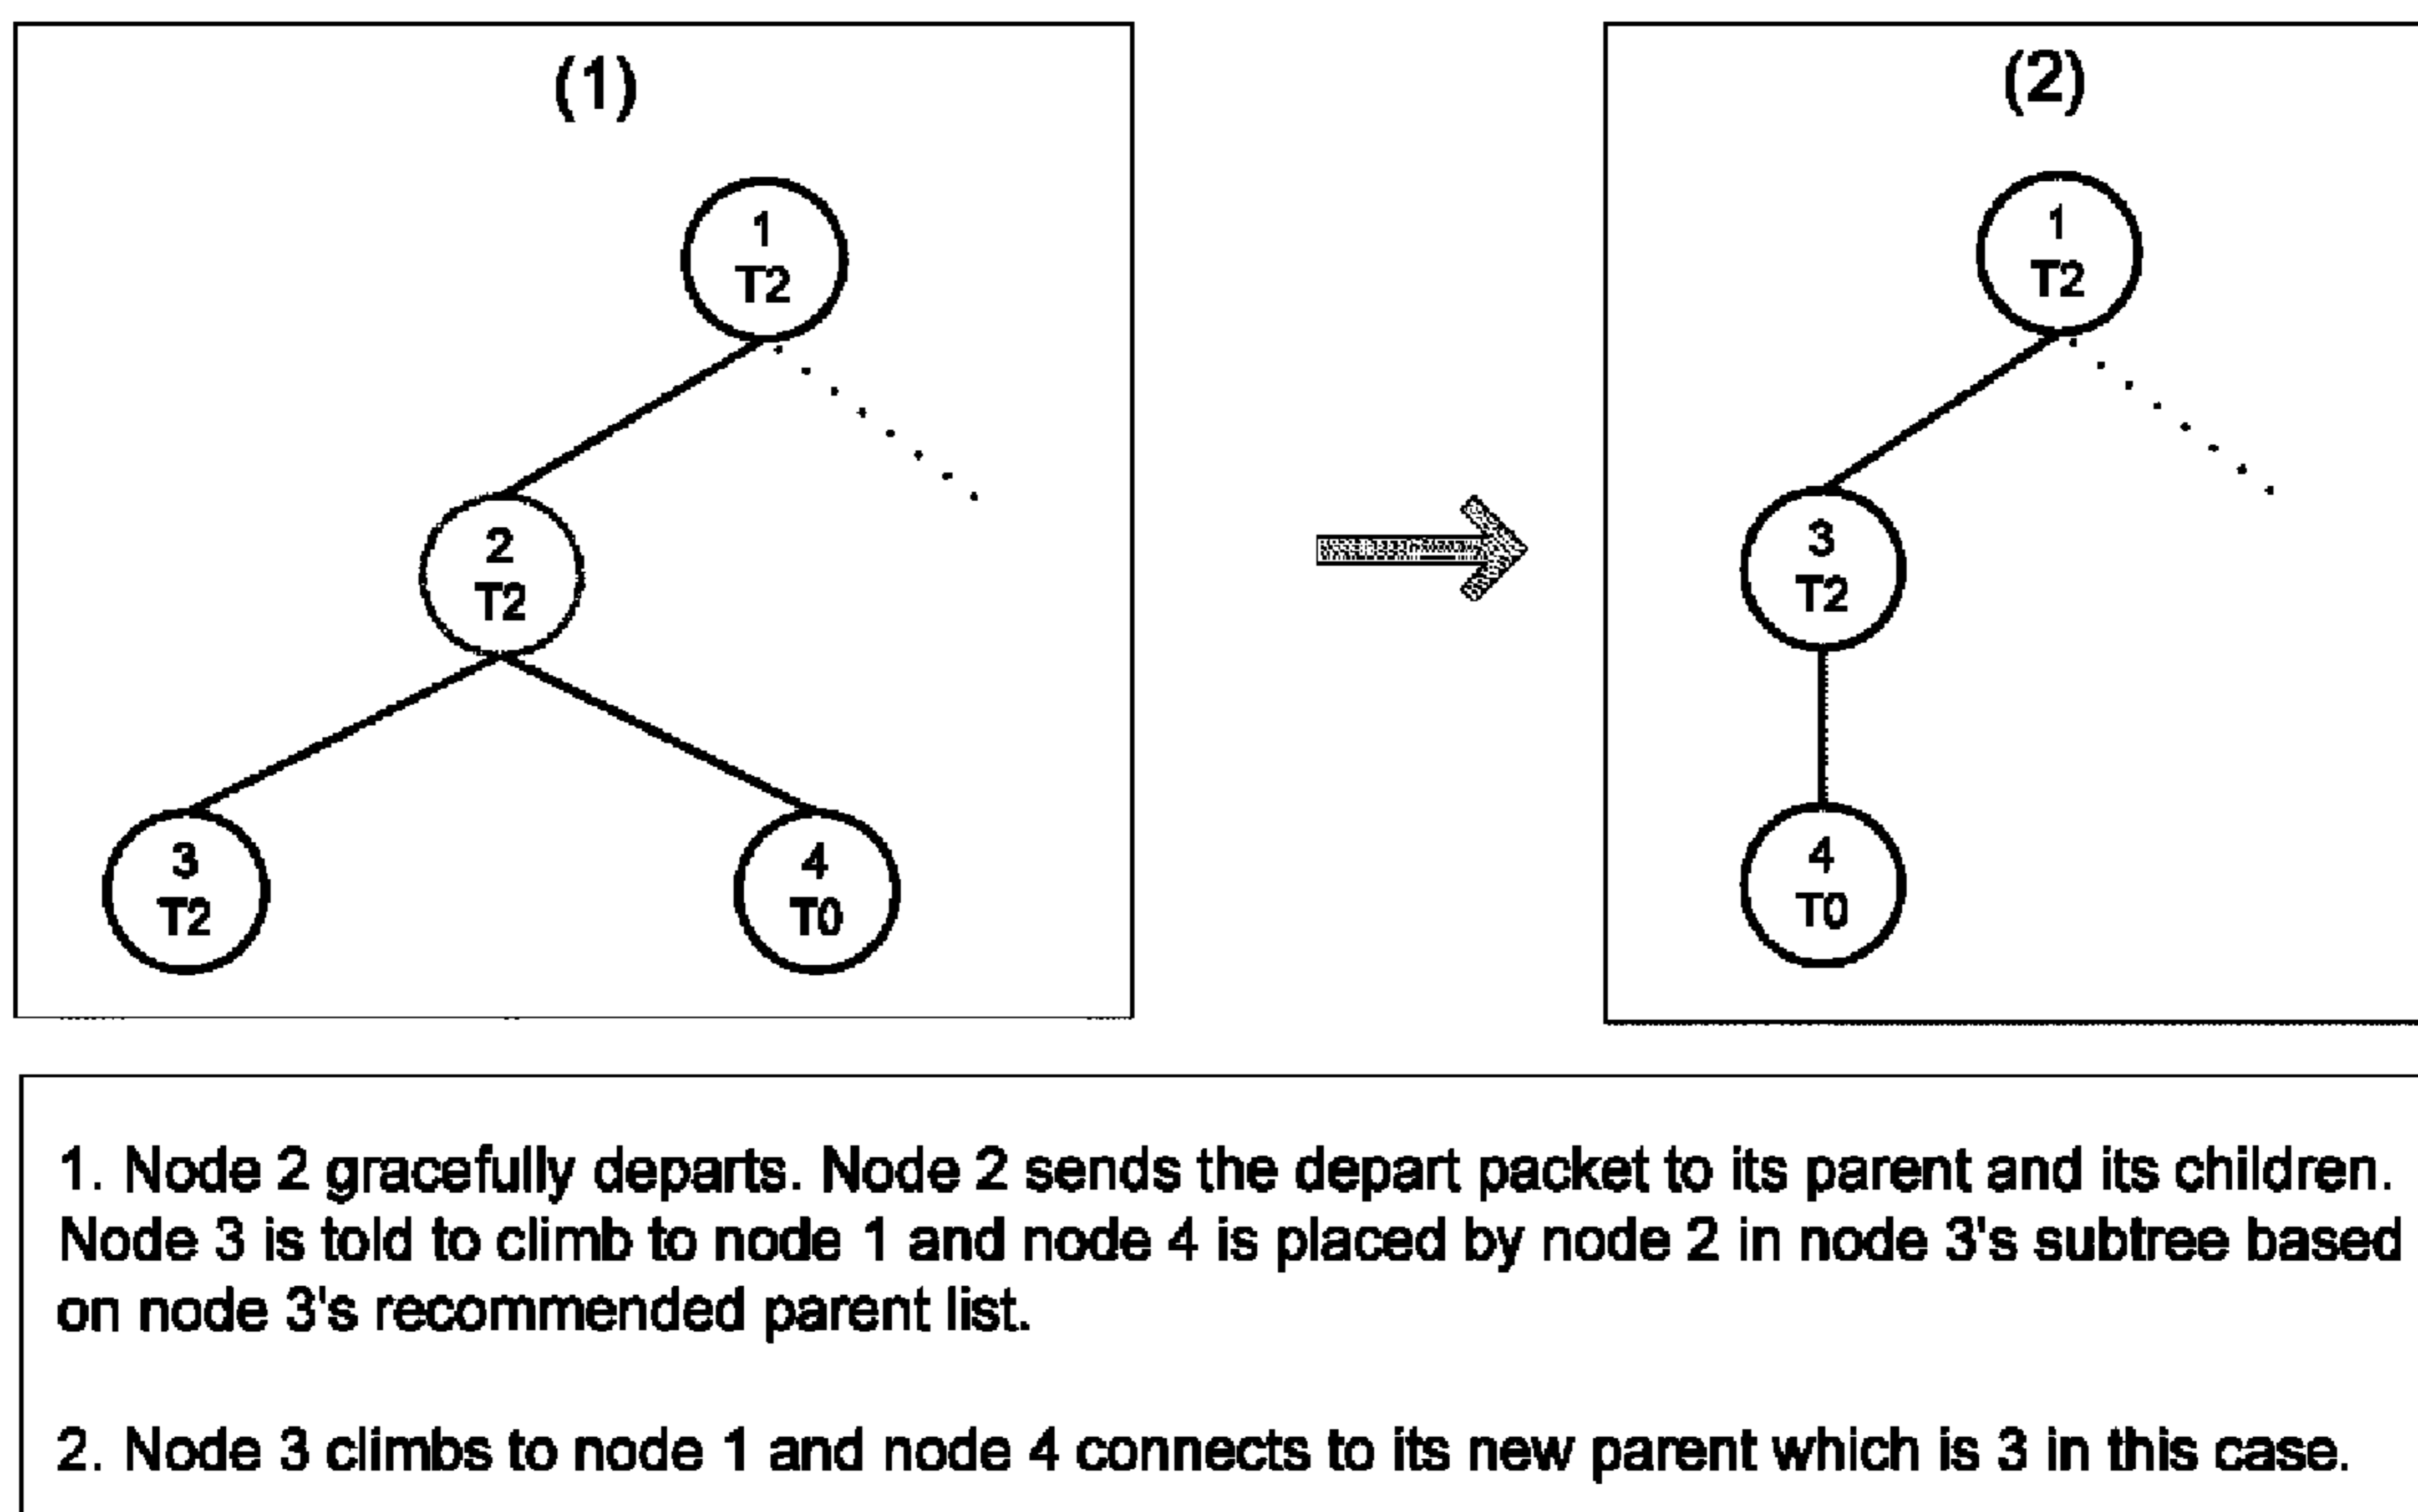 (1)
1
T2
2
T2
3
T2
4
T0
(2)
1
T2
3
T2
4
T0
1. Node 2 gracefully departs. Node 2 sends the depart packet to its parent and its children.
Node 3 is told to climb to node 1 and node 4 is placed by node 2 in node 3's subtree based
on node 3's recommended parent list.
2. Node 3 climbs to node 1 and node 4 connects to its new parent which is 3 in this case.